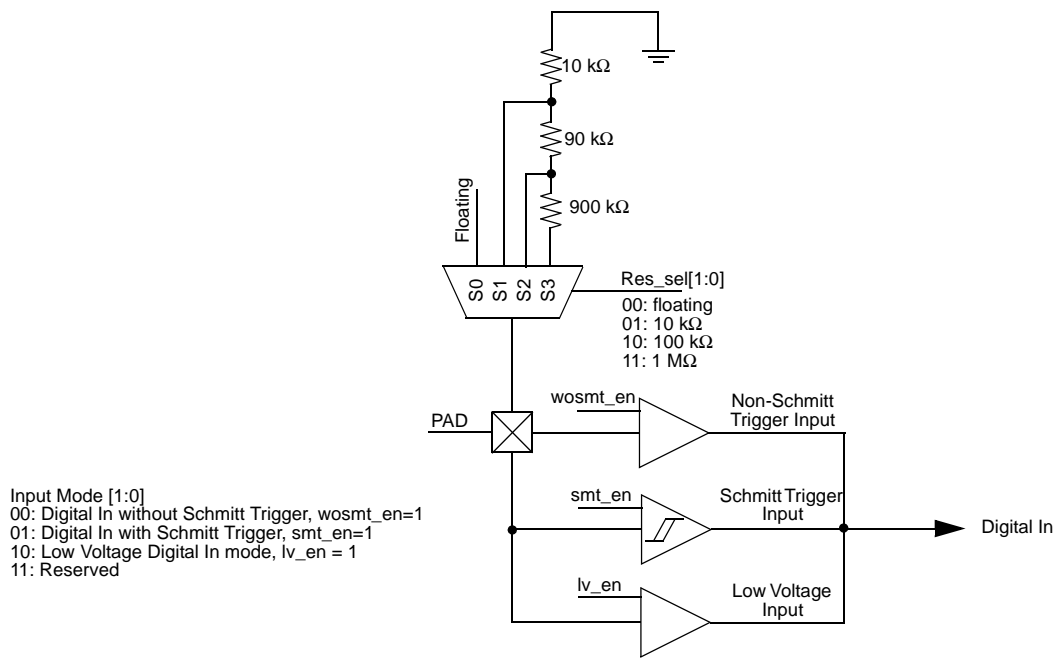 10 kΩ
90 kΩ
900 kΩ
Floating
S0
S1
S2
S3
Res_sel[1:0]
00: floating
01: 10 kΩ
10: 100 kΩ
11: 1 MΩ
PAD
wosmt_en
Non-Schmitt
Trigger Input
Input Mode [1:0]
00: Digital In without Schmitt Trigger, wosmt_en=1
01: Digital In with Schmitt Trigger, smt_en=1
10: Low Voltage Digital In mode, lv_en = 1
11: Reserved
smt_en
Schmitt Trigger
Input
Digital In
lv_en
Low Voltage
Input